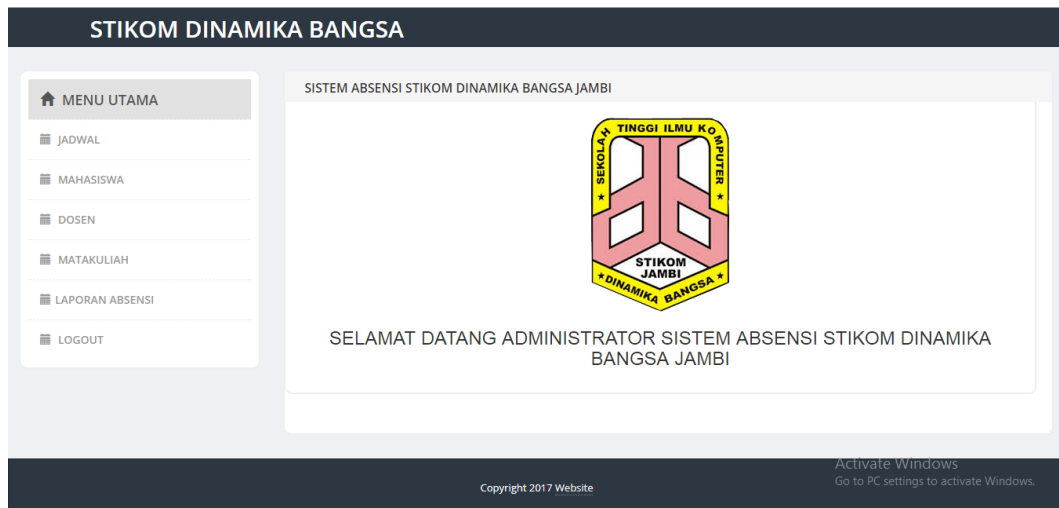 STIKOM DINAMIKA BANGSA
MENU UTAMA
JADWAL
MAHASISWA
DOSEN
MATAKULIAH
LAPORAN ABSENSI
LOGOUT
SISTEM ABSENSI STIKOM DINAMIKA BANGSA JAMBI
SEKOLAH TINGGI ILMU KOMPUTER
STIKOM
JAMBI
DINAMIKA BANGSA
SELAMAT DATANG ADMINISTRATOR SISTEM ABSENSI STIKOM DINAMIKA
BANGSA JAMBI
Copyright 2017 Website
Activate Windows
Go to PC settings to activate Windows.